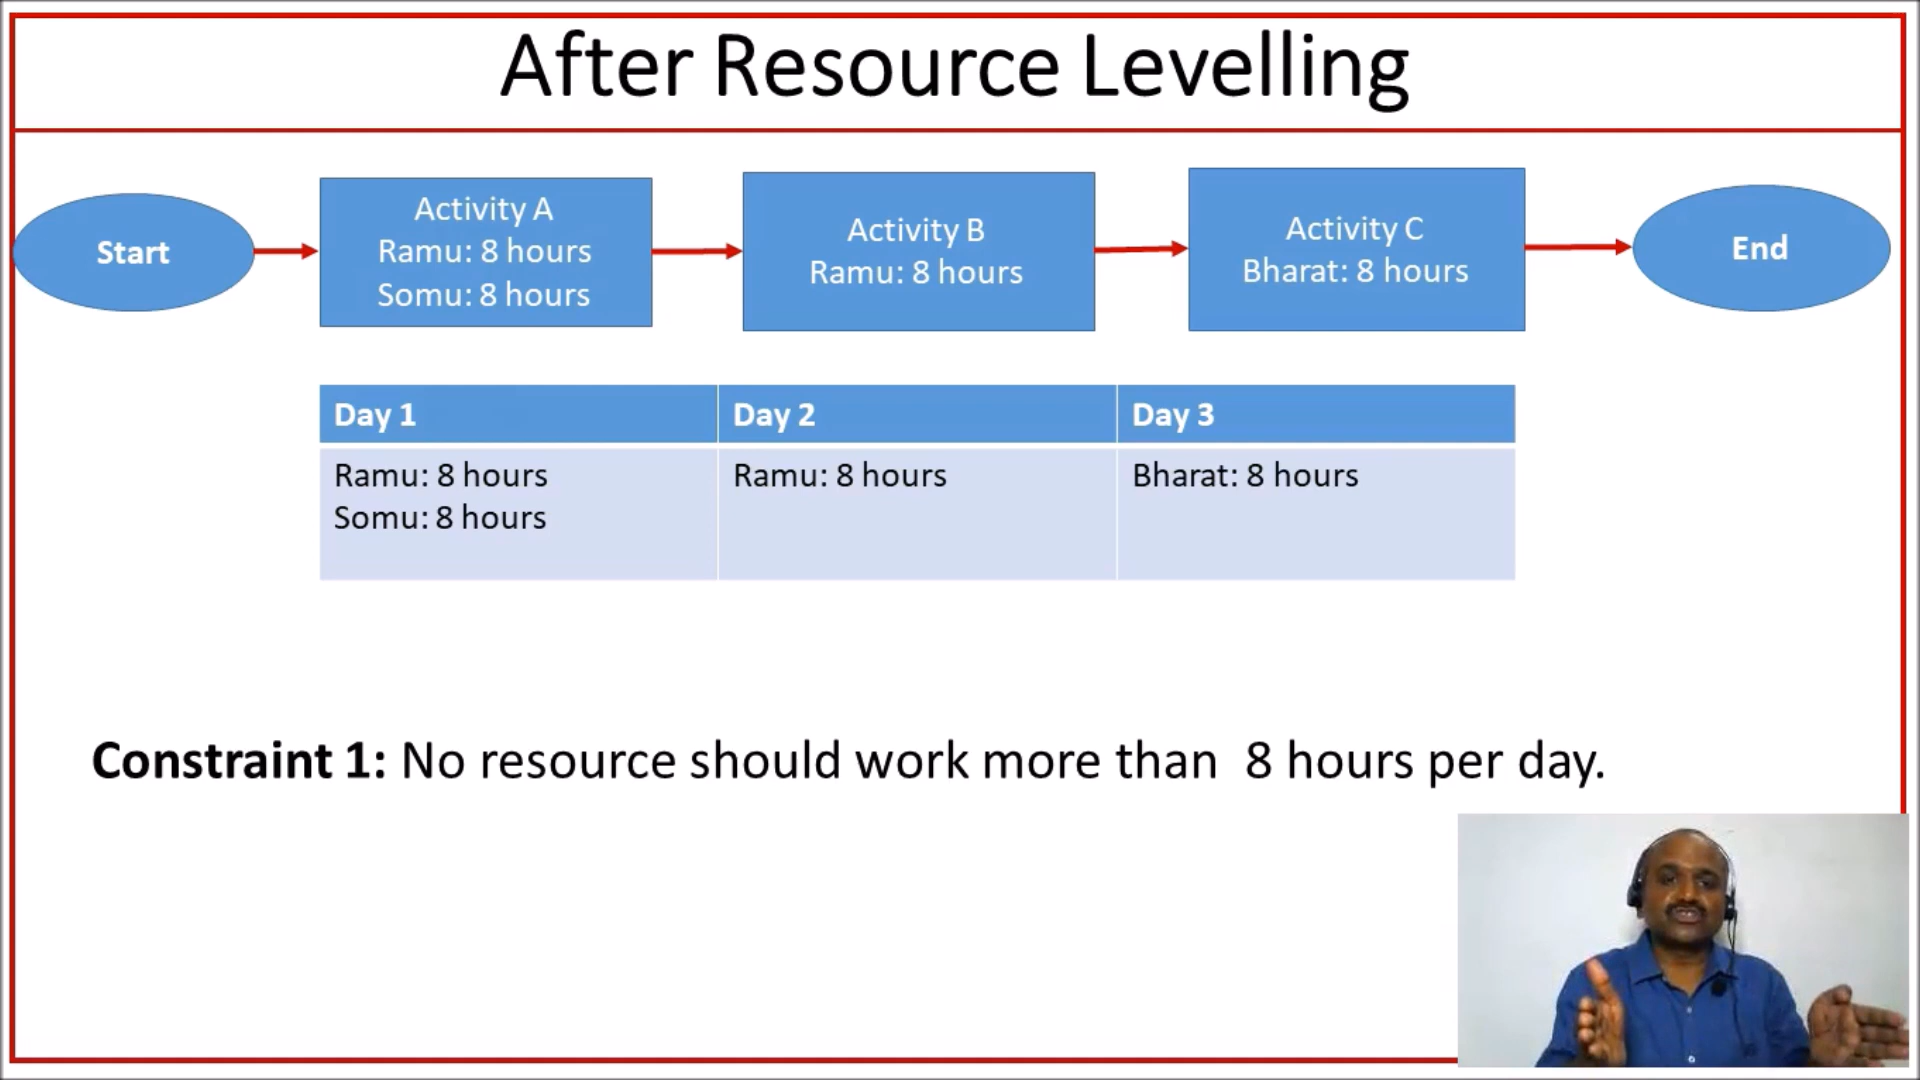 After Resource Levelling
Start
Activity A
Ramu: 8 hours
Somu: 8 hours
Activity B
Ramu: 8 hours
Activity C
Bharat: 8 hours
End
Day 1
Day 2
Day 3
Ramu: 8 hours
Somu: 8 hours
Ramu: 8 hours
Bharat: 8 hours
Constraint 1: No resource should work more than 8 hours per day.